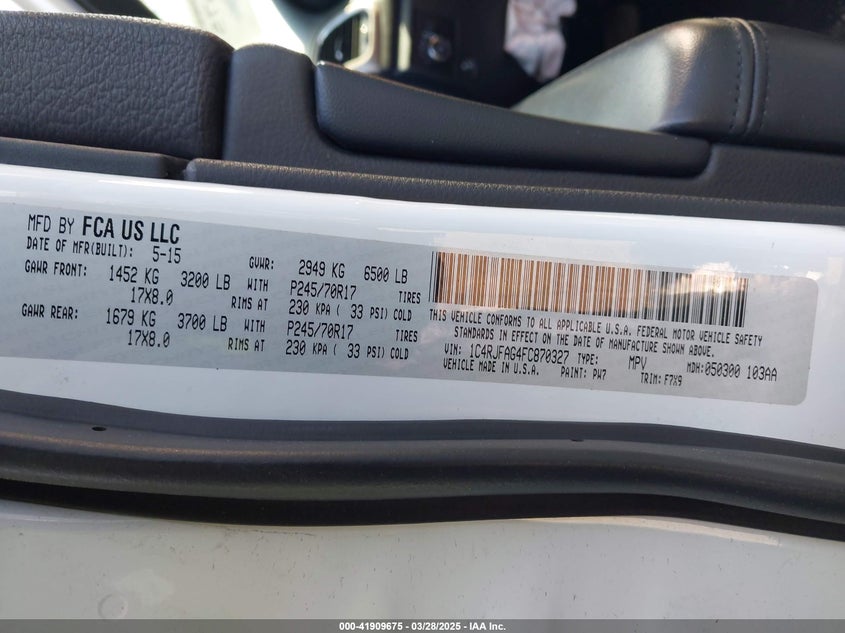 MFD BY FCA US LLC
DATE OF MFR(BUILT): 5-15 GVWR: 2949 KG 6500 LB
GAWR FRONT: 1452 KG 3200 LB WITH P245/70R17 TIRES
17X8.0 RIMS AT 230 KPA ( 33 PSI) COLD
GAWR REAR: 1679 KG 3700 LB WITH P245/70R17 TIRES
17X8.0 RIMS AT 230 KPA ( 33 PSI) COLD
THIS VEHICLE CONFORMS TO ALL APPLICABLE U.S.A. FEDERAL MOTOR VEHICLE SAFETY
STANDARDS IN EFFECT ON THE DATE OF MANUFACTURE SHOWN ABOVE.
VIN: 1C4RJFAG4FC870327 TYPE: MPV MDH:050300 103AA
VEHICLE MADE IN U.S.A. PAINT: PW7 TRIM: F7X9
000-41909675 — 03/28/2025 — IAA Inc.